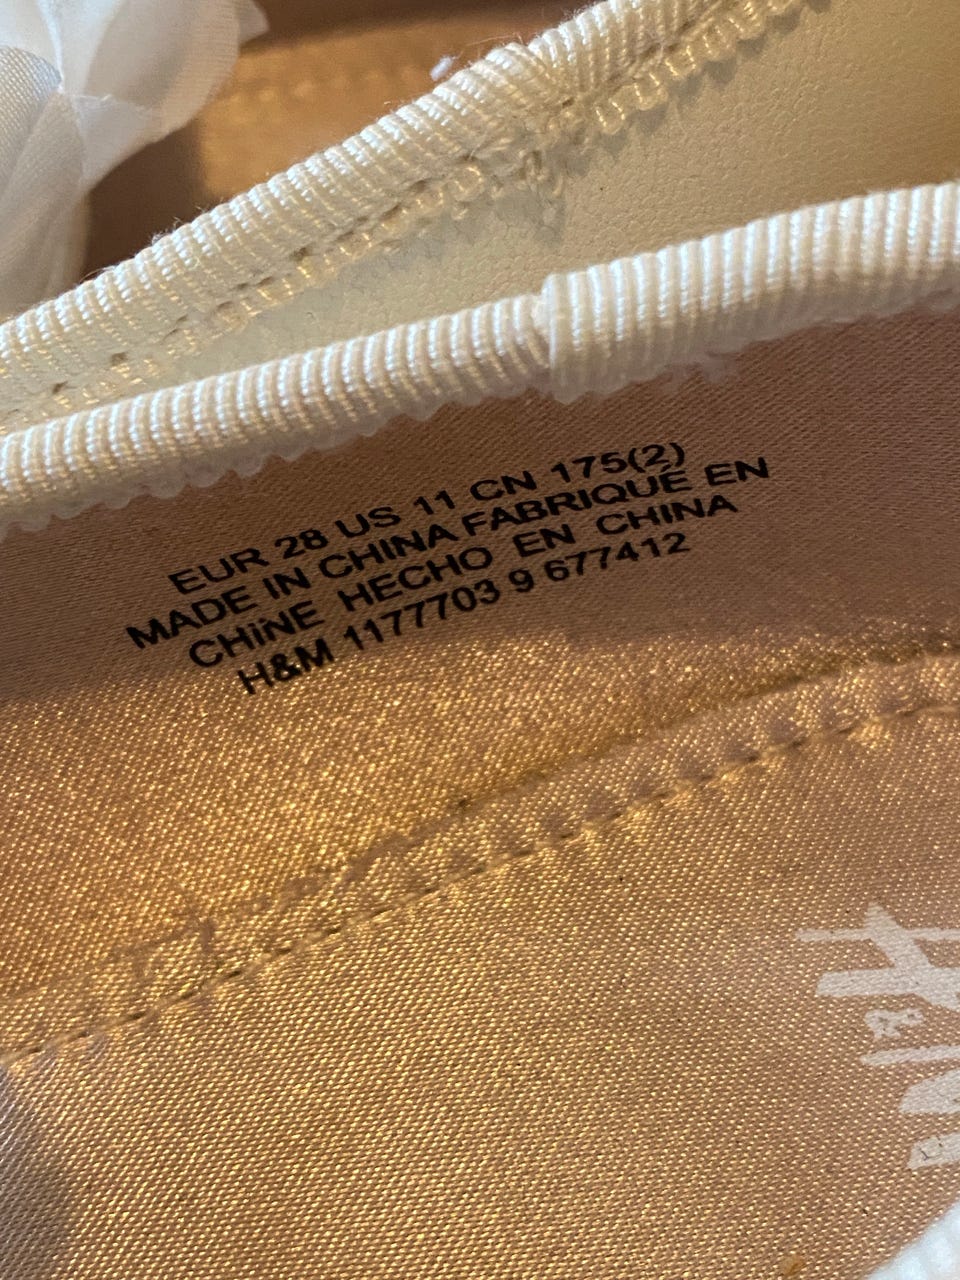 EUR 28 US 11 CN 175(2)
MADE IN CHINA FABRIQUÉ EN
CHiNE HECHO EN CHINA
H&M 1177703 9 677412
H&M